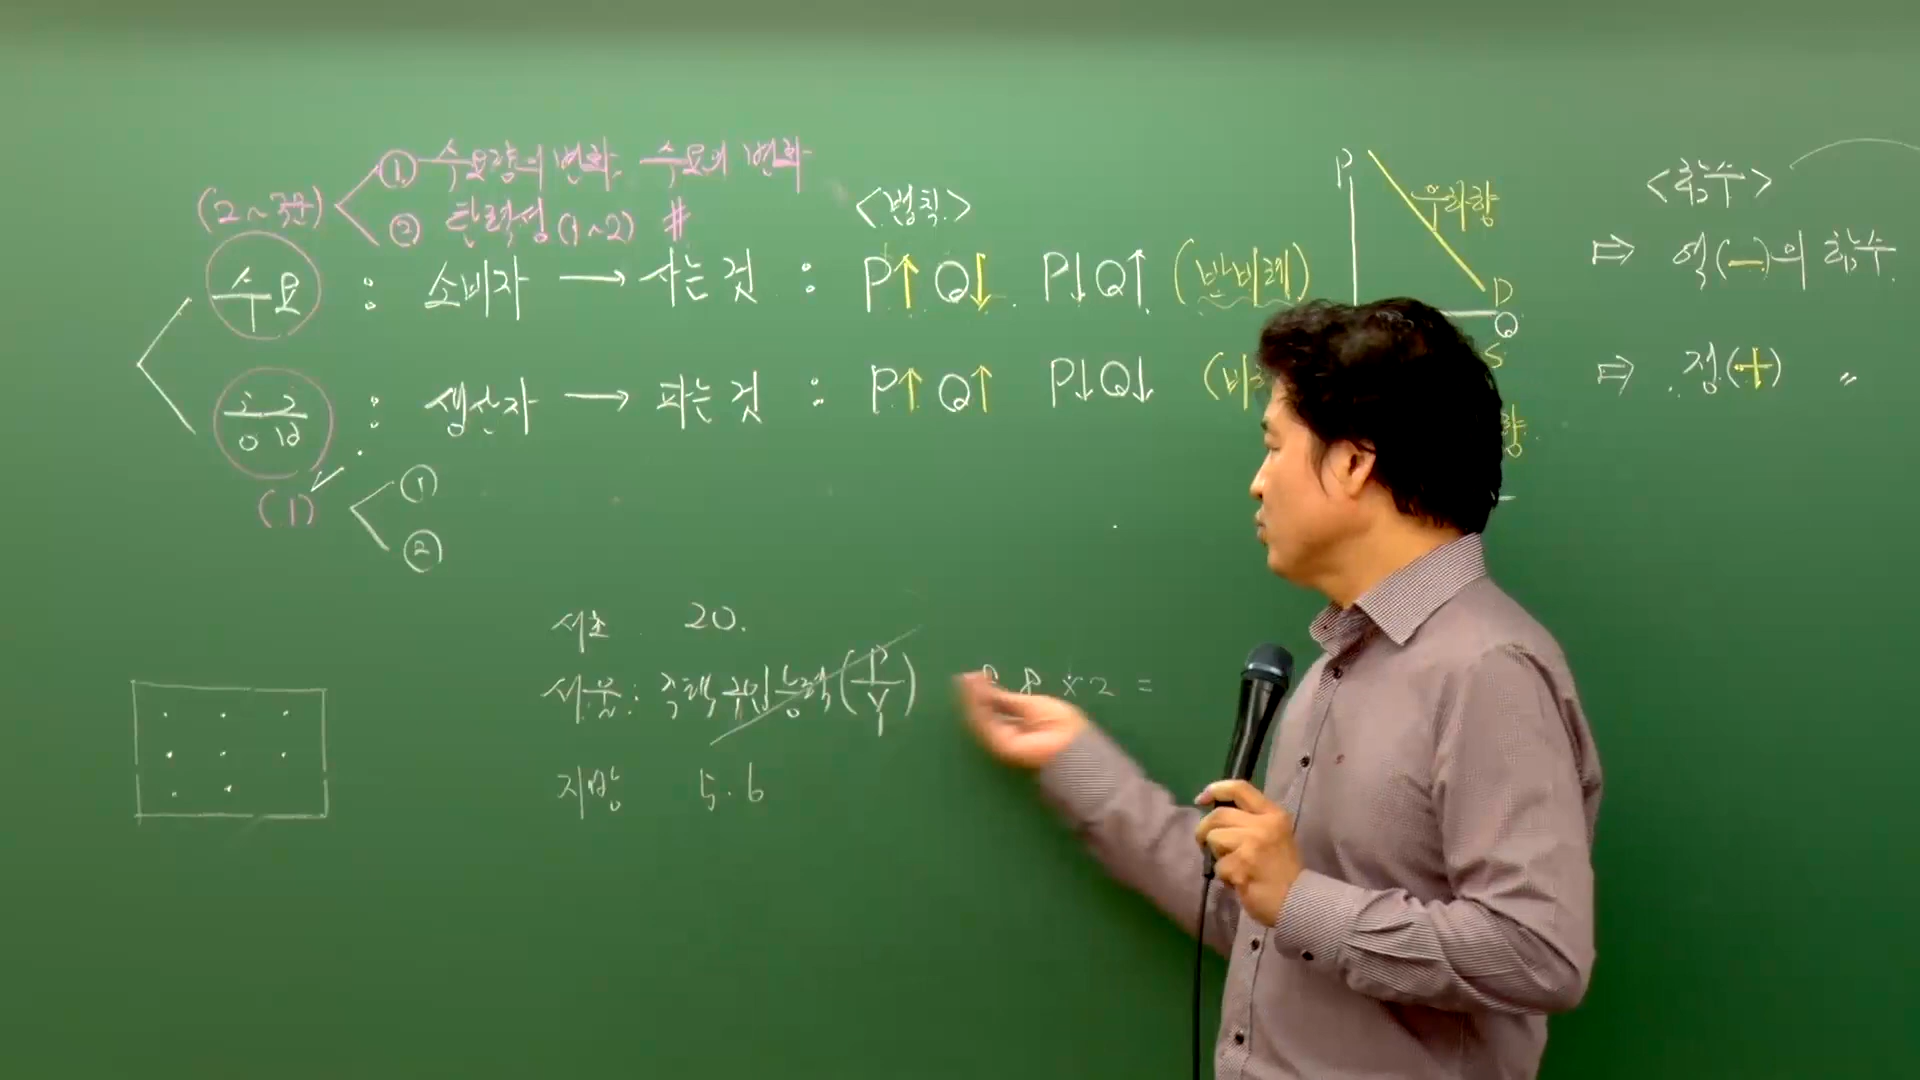 ① 수요량의 변화, 수요의 변화
(2~3문)
② 탄력성 (1~2) #
<법칙>
수요 : 소비자 → 사는 것 : P↑ Q↓. P↓Q↑ (반비례)
공급 : 생산자 → 파는 것 : P↑ Q↑ P↓Q↓ (비
(1)
①
②
P
우하향
D
Q
S
향
<함수>
⇨ 역(-)의 함수
⇨ 정(+) 〃
서초 20.
서울 : 주택구입능력(P/Y) 8 × 2 =
지방 5.6